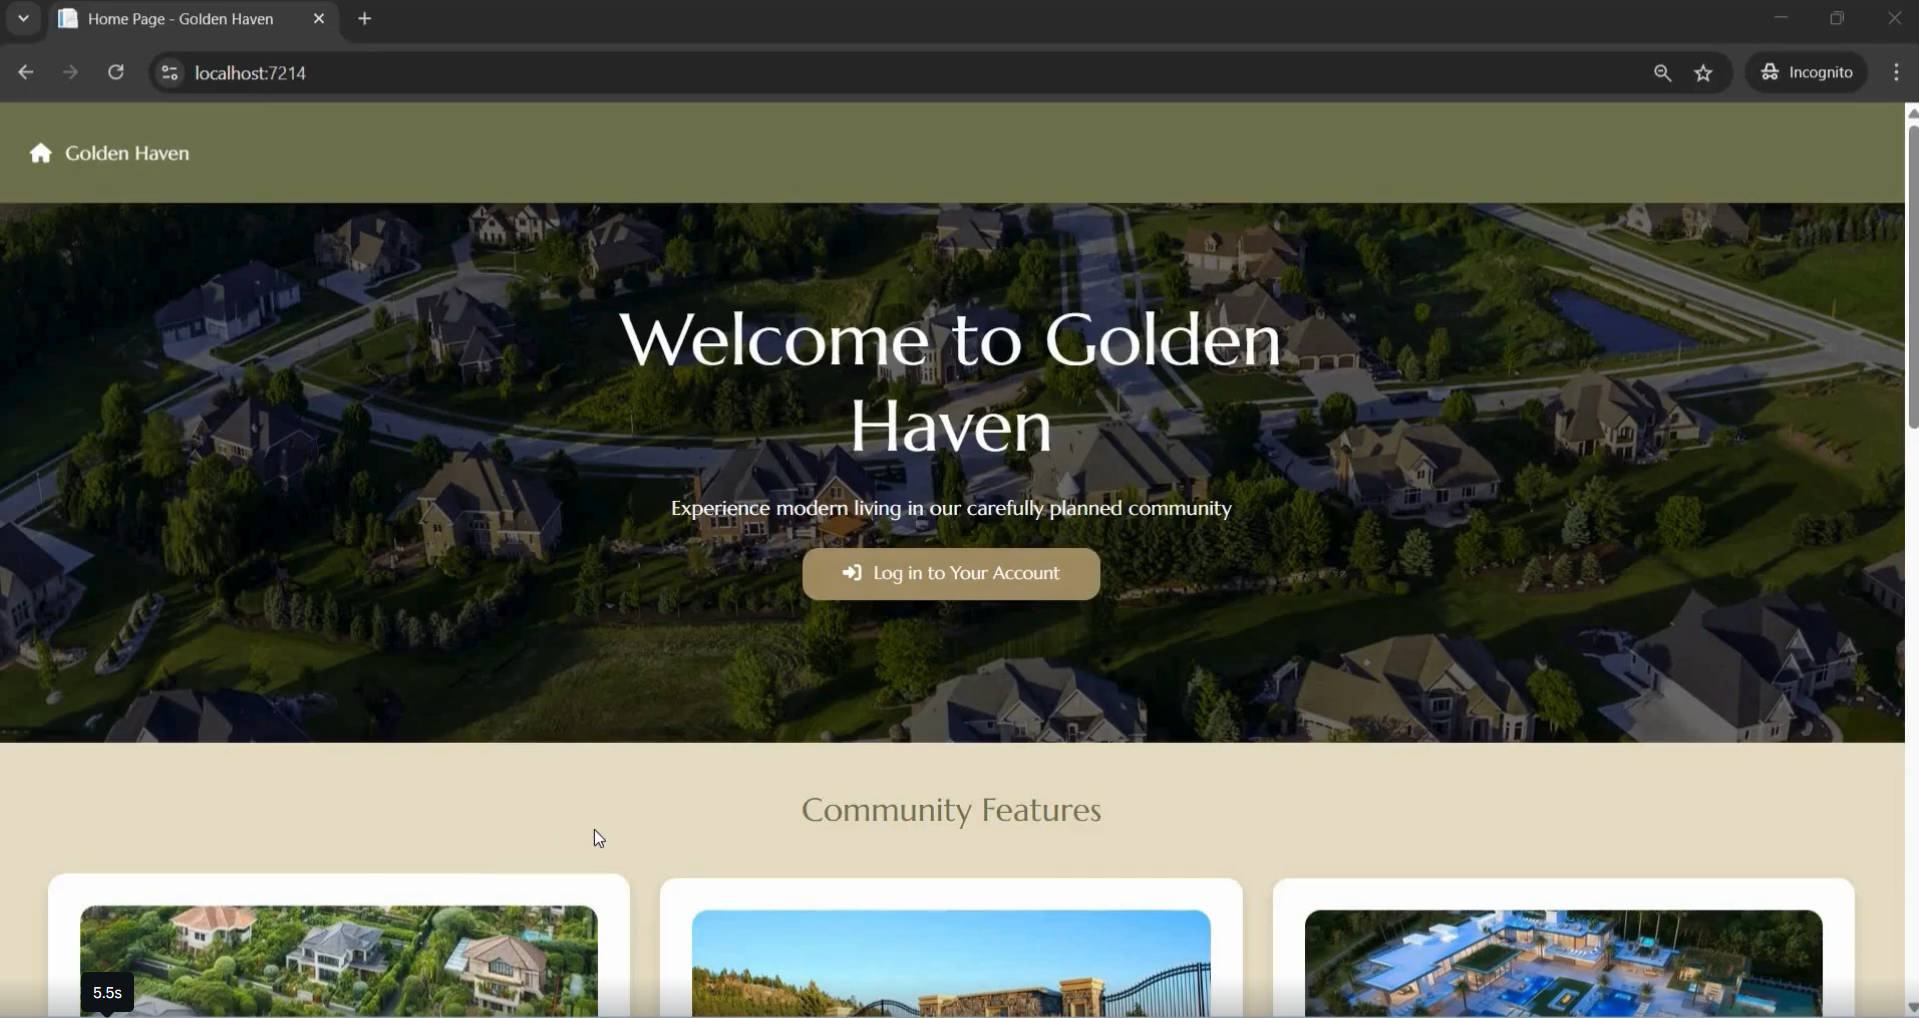 Home Page - Golden Haven
localhost:7214
Incognito
Golden Haven
Welcome to Golden
Haven
Experience modern living in our carefully planned community
Log in to Your Account
Community Features
5.5s